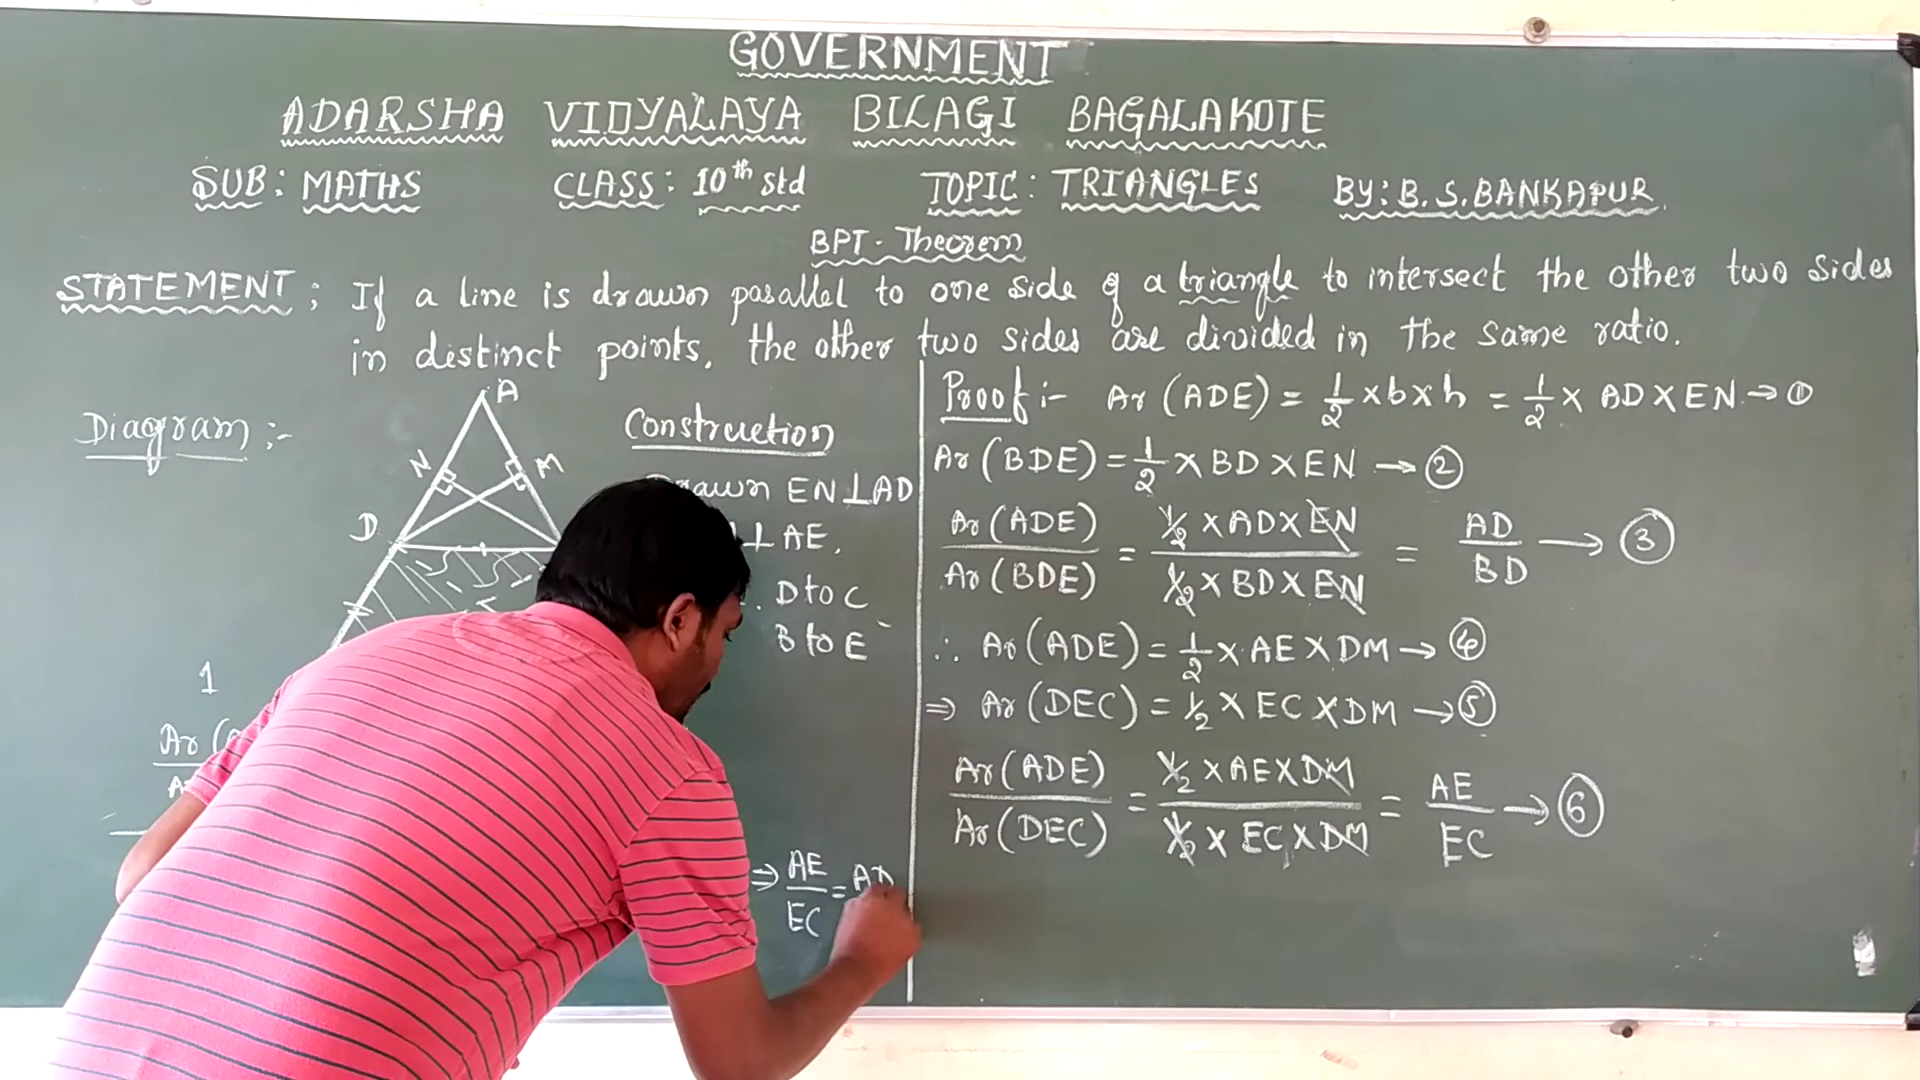 GOVERNMENT
ADARSHA VIDYALAYA BILAGI BAGALAKOTE
SUB: MATHS CLASS: 10th std TOPIC: TRIANGLES BY: B.S.BANKAPUR.
BPT - Theorem
STATEMENT ; If a line is drawn parallel to one side of a triangle to intersect the other two sides
in distinct points, the other two sides are divided in the same ratio.
Diagram :-
A
N M
D
1
Ar (
Construction
Drawn EN⊥AD
⊥AE.
D to C
B to E
⇒ AE/EC = AD
Proof :- Ar (ADE) = 1/2 × b × h = 1/2 × AD × EN → ①
Ar (BDE) = 1/2 × BD × EN → ②
Ar (ADE) / Ar (BDE) = 1/2 × AD × EN / 1/2 × BD × EN = AD / BD → ③
∴ Ar (ADE) = 1/2 × AE × DM → ④
⇒ Ar (DEC) = 1/2 × EC × DM → ⑤
Ar (ADE) / Ar (DEC) = 1/2 × AE × DM / 1/2 × EC × DM = AE / EC → ⑥